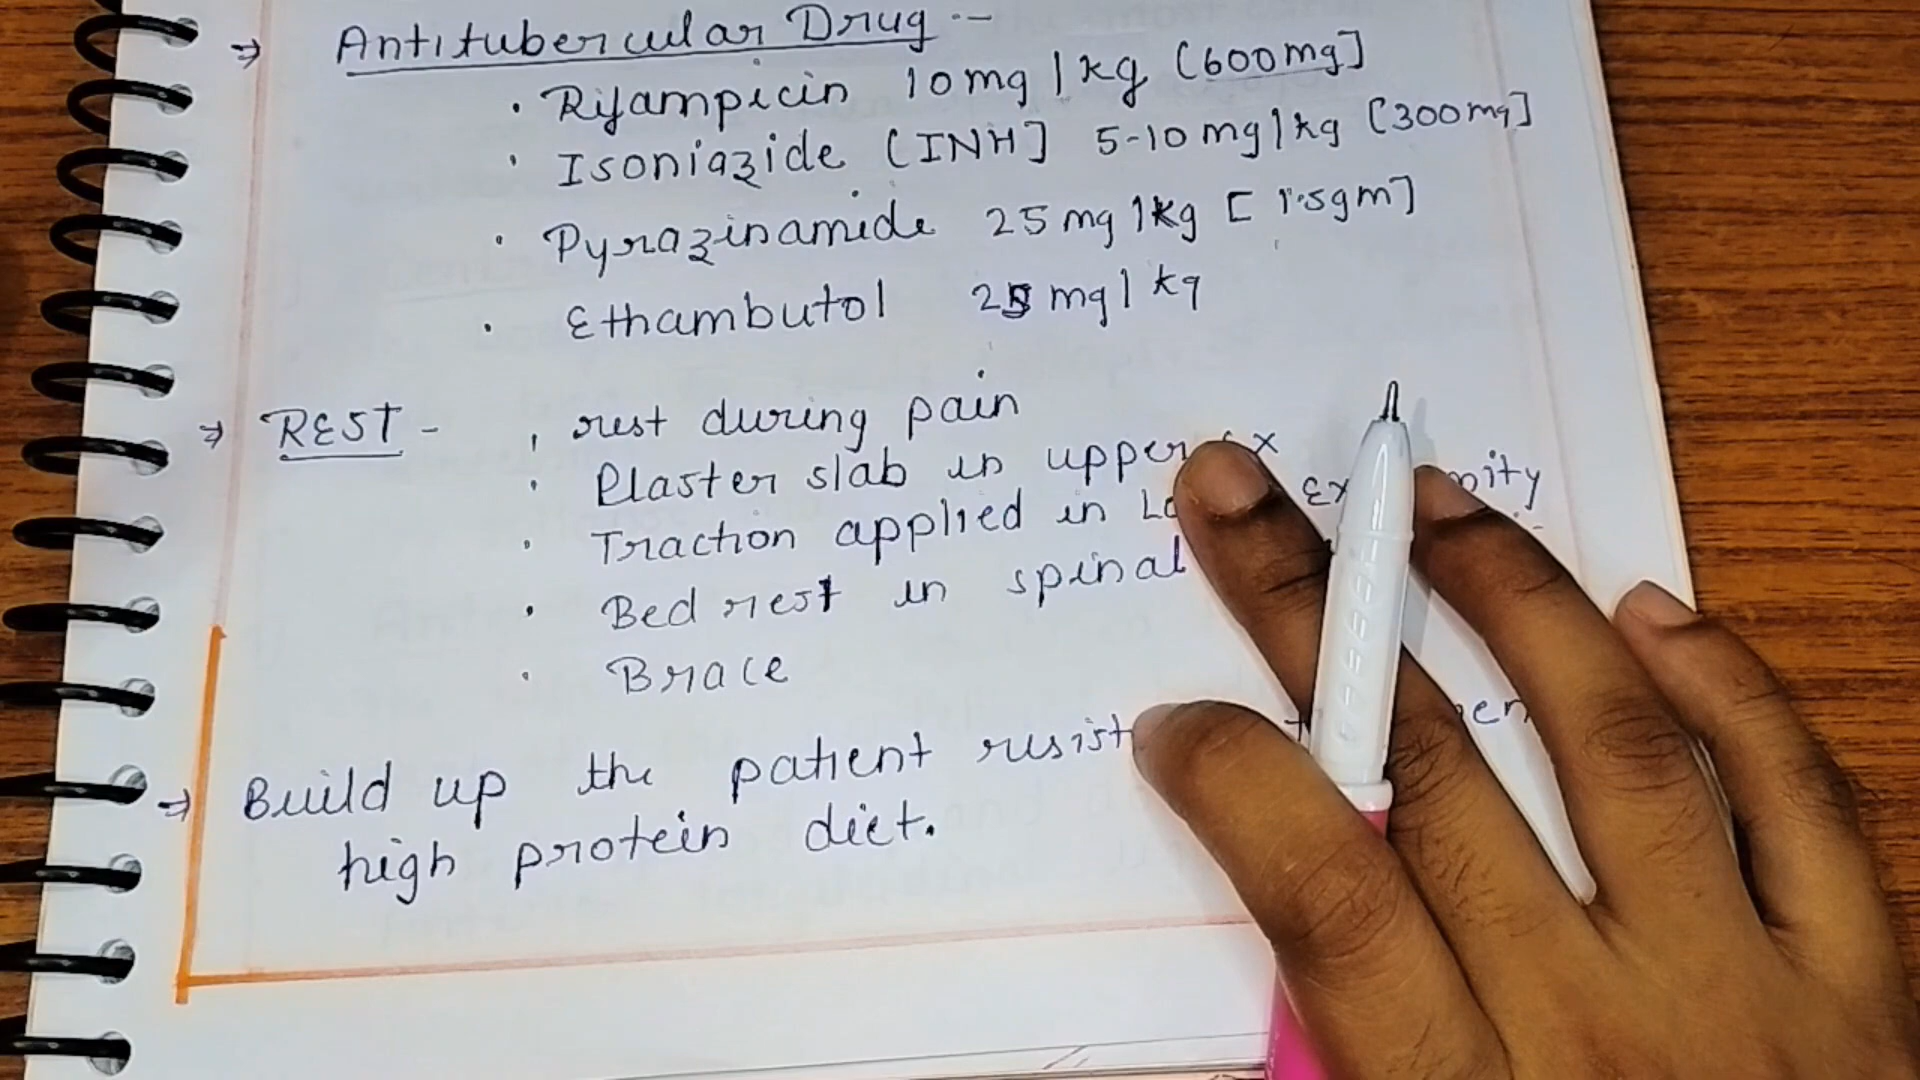 ⇒ Antitubercular Drug :-
· Rifampicin 10mg/kg [600mg]
· Isoniazide [INH] 5-10mg/kg [300mg]
· Pyrazinamide 25mg/kg [1.5gm]
· Ethambutol 25mg/kg
⇒ REST - · rest during pain
· Plaster slab in upper
· Traction applied in
· Bed rest in spinal
· Brace
⇒ Build up the patient
high protein diet.